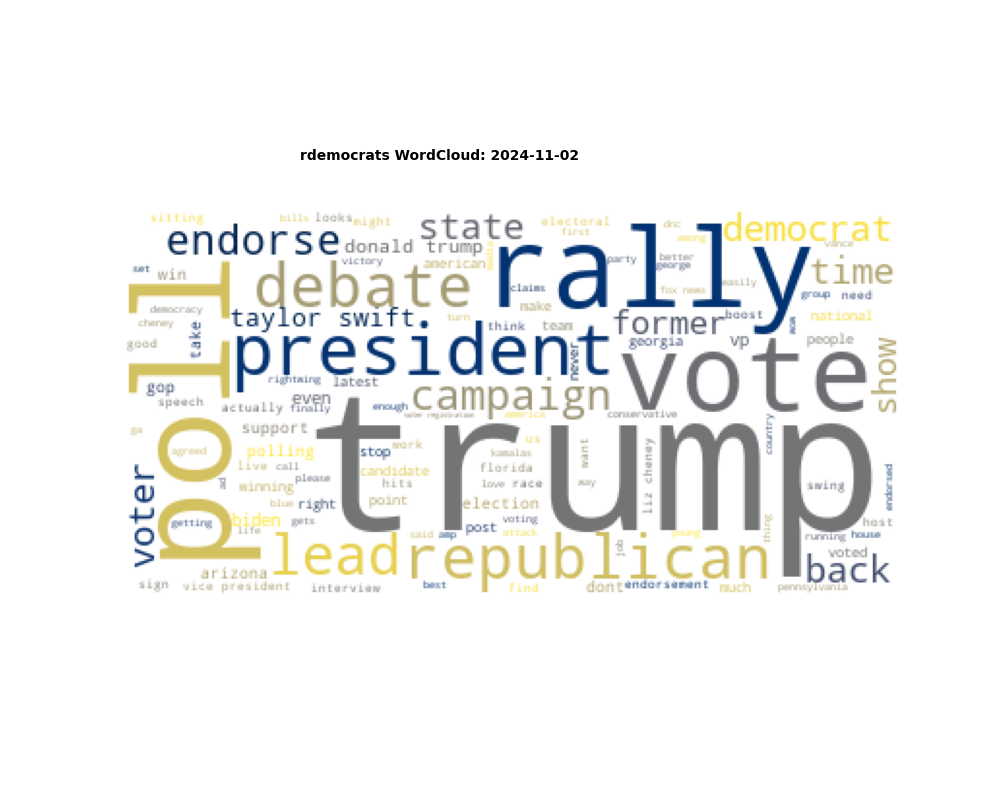 rdemocrats WordCloud: 2024-11-02
sitting
bills
looks
might
state
electoral
first
dnc
democrat
endorse
donald trump
rally
among
vance
victory
american
media
party
better
george
time
set
win
debate
claims
fox news
easily
group
need
democracy
poll
make
cheney
take
taylor swift
turn
think
team
former
boost
now
national
good
president
never
georgia
vp
people
show
rightwing
latest
vote
gop
even
campaign
speech
actually
finally
enough
voter registration
america
conservative
country
ga
support
trump
agreed
polling
stop
work
us
kamalas
want
liz cheney
live
call
candidate
florida
voter
ad
please
hits
love
race
way
swing
endorsed
winning
blue
right
point
election
getting
biden
gets
post
voting
host
life
said
amp
attack
young
thing
running
house
lead
republican
job
voted
arizona
back
sign
vice president
interview
best
find
dont
endorsement
much
pennsylvania